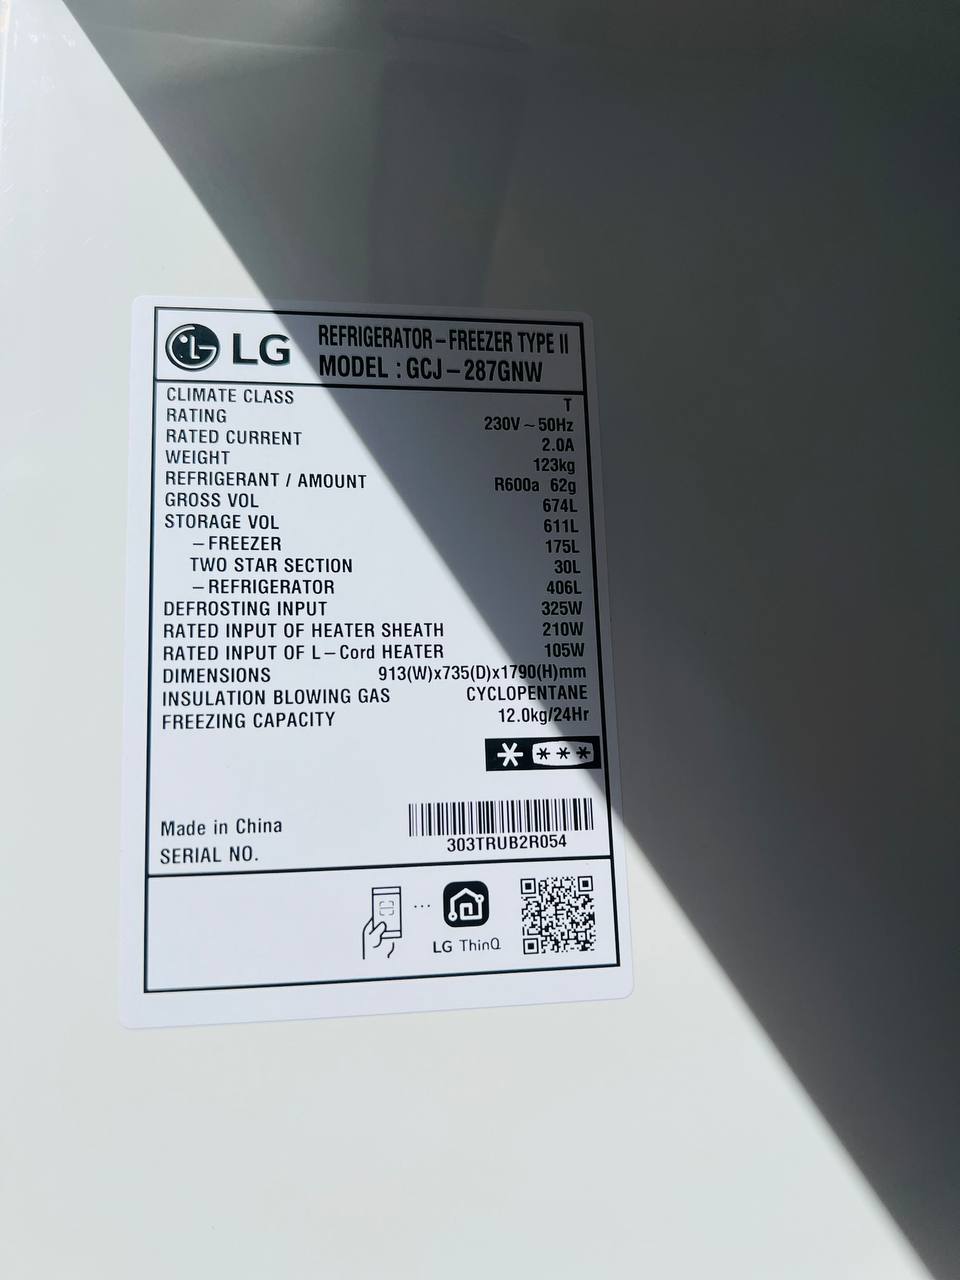 LG REFRIGERATOR-FREEZER TYPE II
MODEL : GCJ-287GNW
CLIMATE CLASS T
RATING 230V ~ 50Hz
RATED CURRENT 2.0A
WEIGHT 123kg
REFRIGERANT / AMOUNT R600a 62g
GROSS VOL 674L
STORAGE VOL 611L
-FREEZER 175L
TWO STAR SECTION 30L
-REFRIGERATOR 406L
DEFROSTING INPUT 325W
RATED INPUT OF HEATER SHEATH 210W
RATED INPUT OF L-Cord HEATER 105W
DIMENSIONS 913(W)x735(D)x1790(H)mm
INSULATION BLOWING GAS CYCLOPENTANE
FREEZING CAPACITY 12.0kg/24Hr
Made in China
SERIAL NO. 303TRUB2R054
LG ThinQ